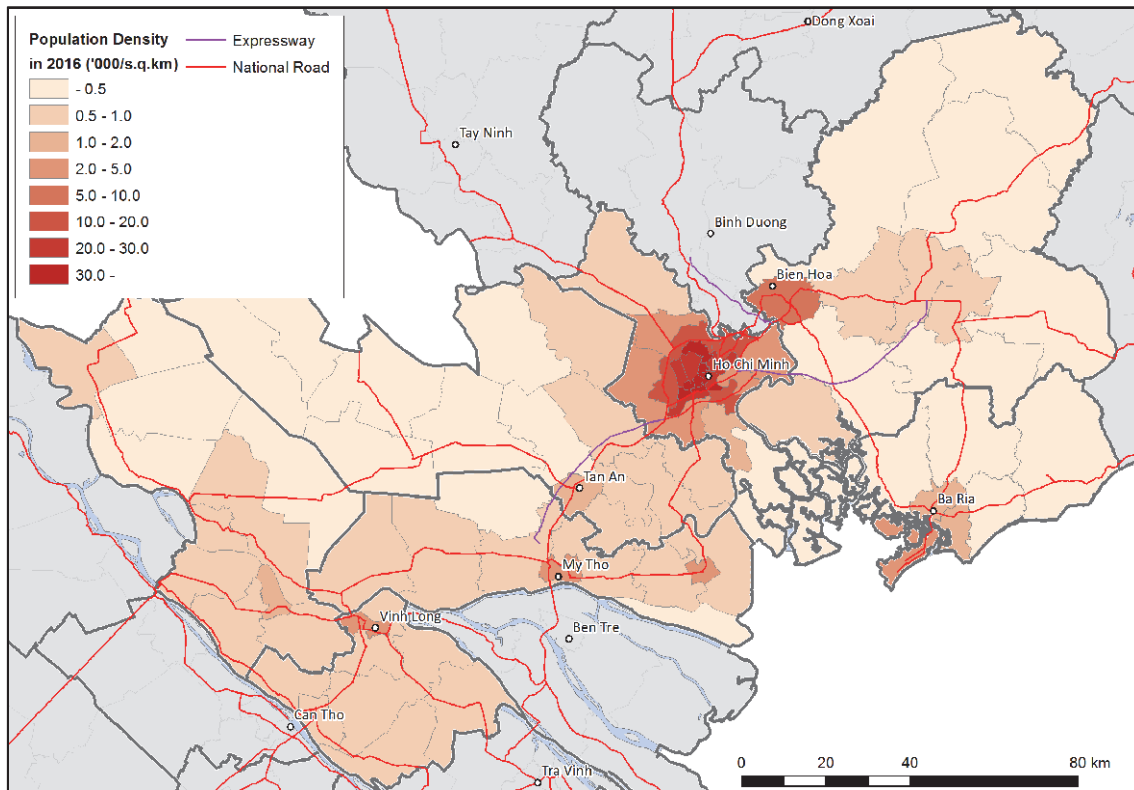 Population Density
in 2016 ('000/s.q.km)
- 0.5
0.5 - 1.0
1.0 - 2.0
2.0 - 5.0
5.0 - 10.0
10.0 - 20.0
20.0 - 30.0
30.0 -
Expressway
National Road
Dong Xoai
Tay Ninh
Binh Duong
Bien Hoa
Ho Chi Minh
Tan An
Ba Ria
My Tho
Vinh Long
Ben Tre
Can Tho
Tra Vinh
0 20 40 80 km